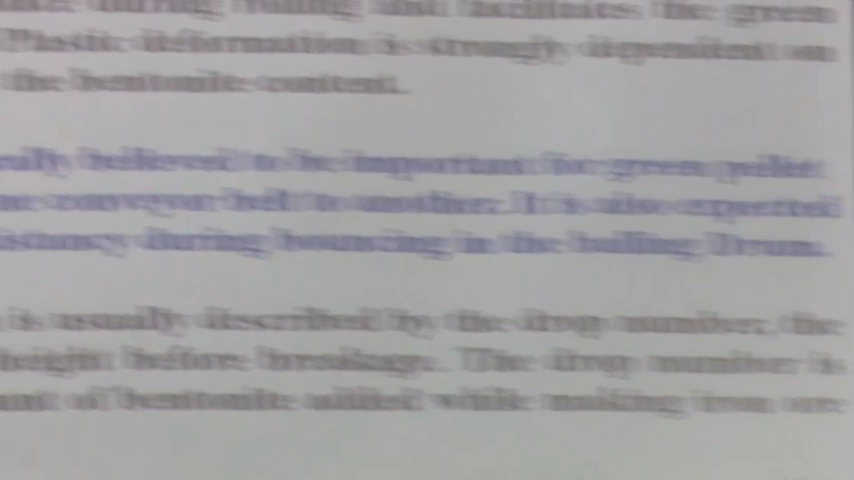 during balling and facilitates the green
Plastic deformation is strongly dependent on
the bentonite content.
believed to be important for green pellet
conveyor belt to another. It is also expected
during bouncing in the balling Drum.
is usually described by the drop number, the
height before breakage. The drop number is
of bentonite added while making iron ore